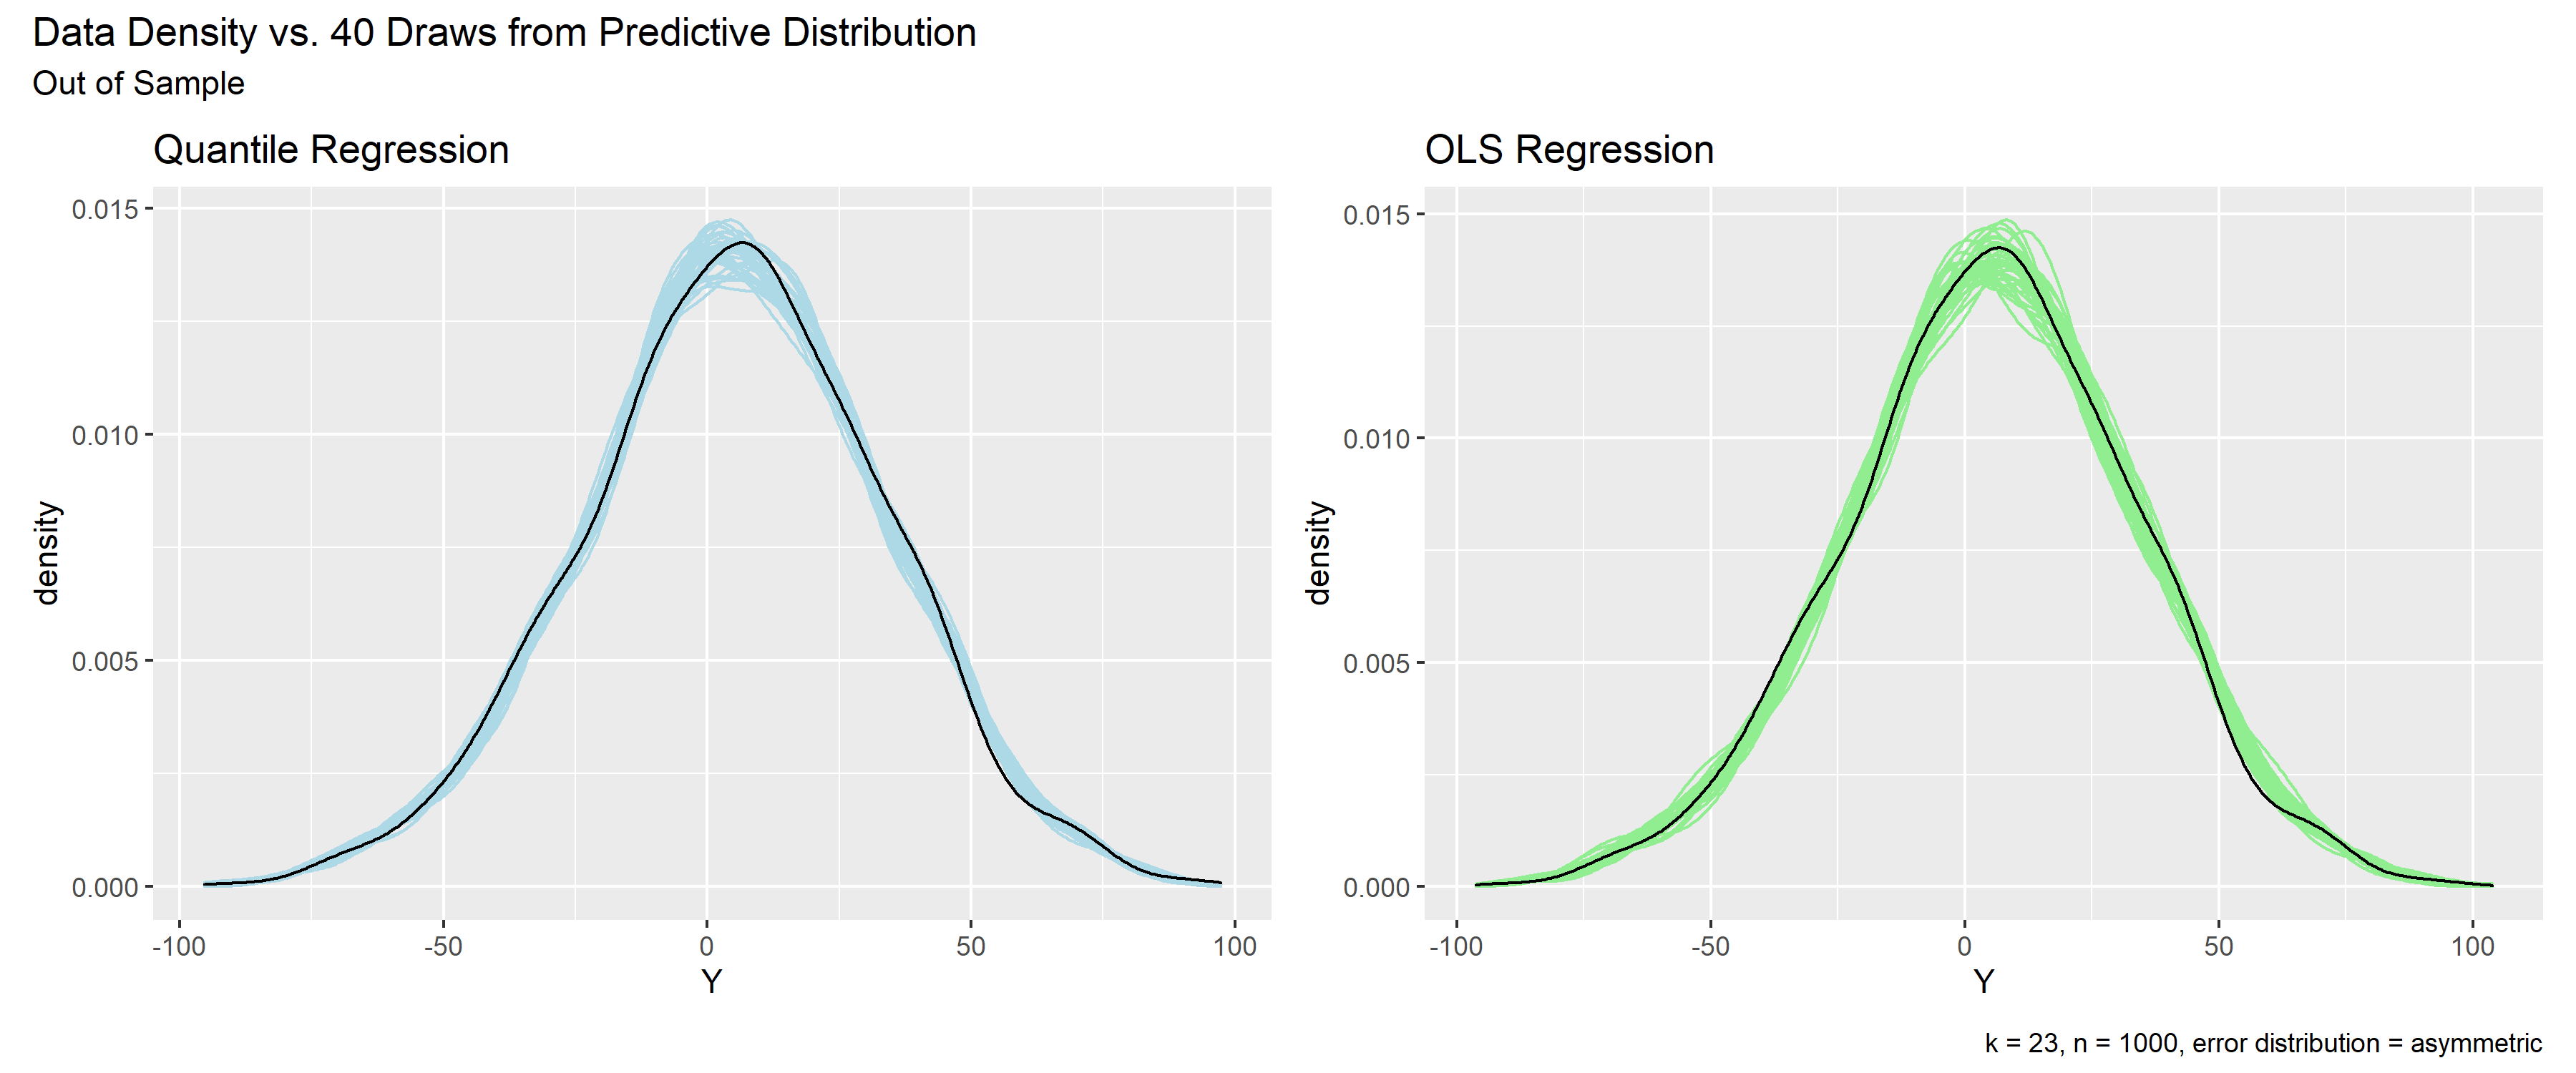 Data Density vs. 40 Draws from Predictive Distribution
Out of Sample
Quantile Regression
0.015
0.010
0.005
0.000
density
-100
-50
0
50
100
Y
OLS Regression
0.015
0.010
0.005
0.000
density
-100
-50
0
50
100
Y
k = 23, n = 1000, error distribution = asymmetric